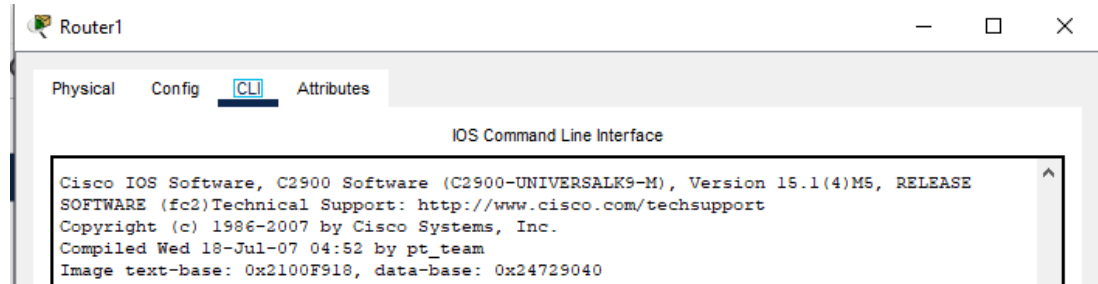 Router1
Physical Config CLI Attributes
IOS Command Line Interface
Cisco IOS Software, C2900 Software (C2900-UNIVERSALK9-M), Version 15.1(4)M5, RELEASE
SOFTWARE (fc2)Technical Support: http://www.cisco.com/techsupport
Copyright (c) 1986-2007 by Cisco Systems, Inc.
Compiled Wed 18-Jul-07 04:52 by pt_team
Image text-base: 0x2100F918, data-base: 0x24729040